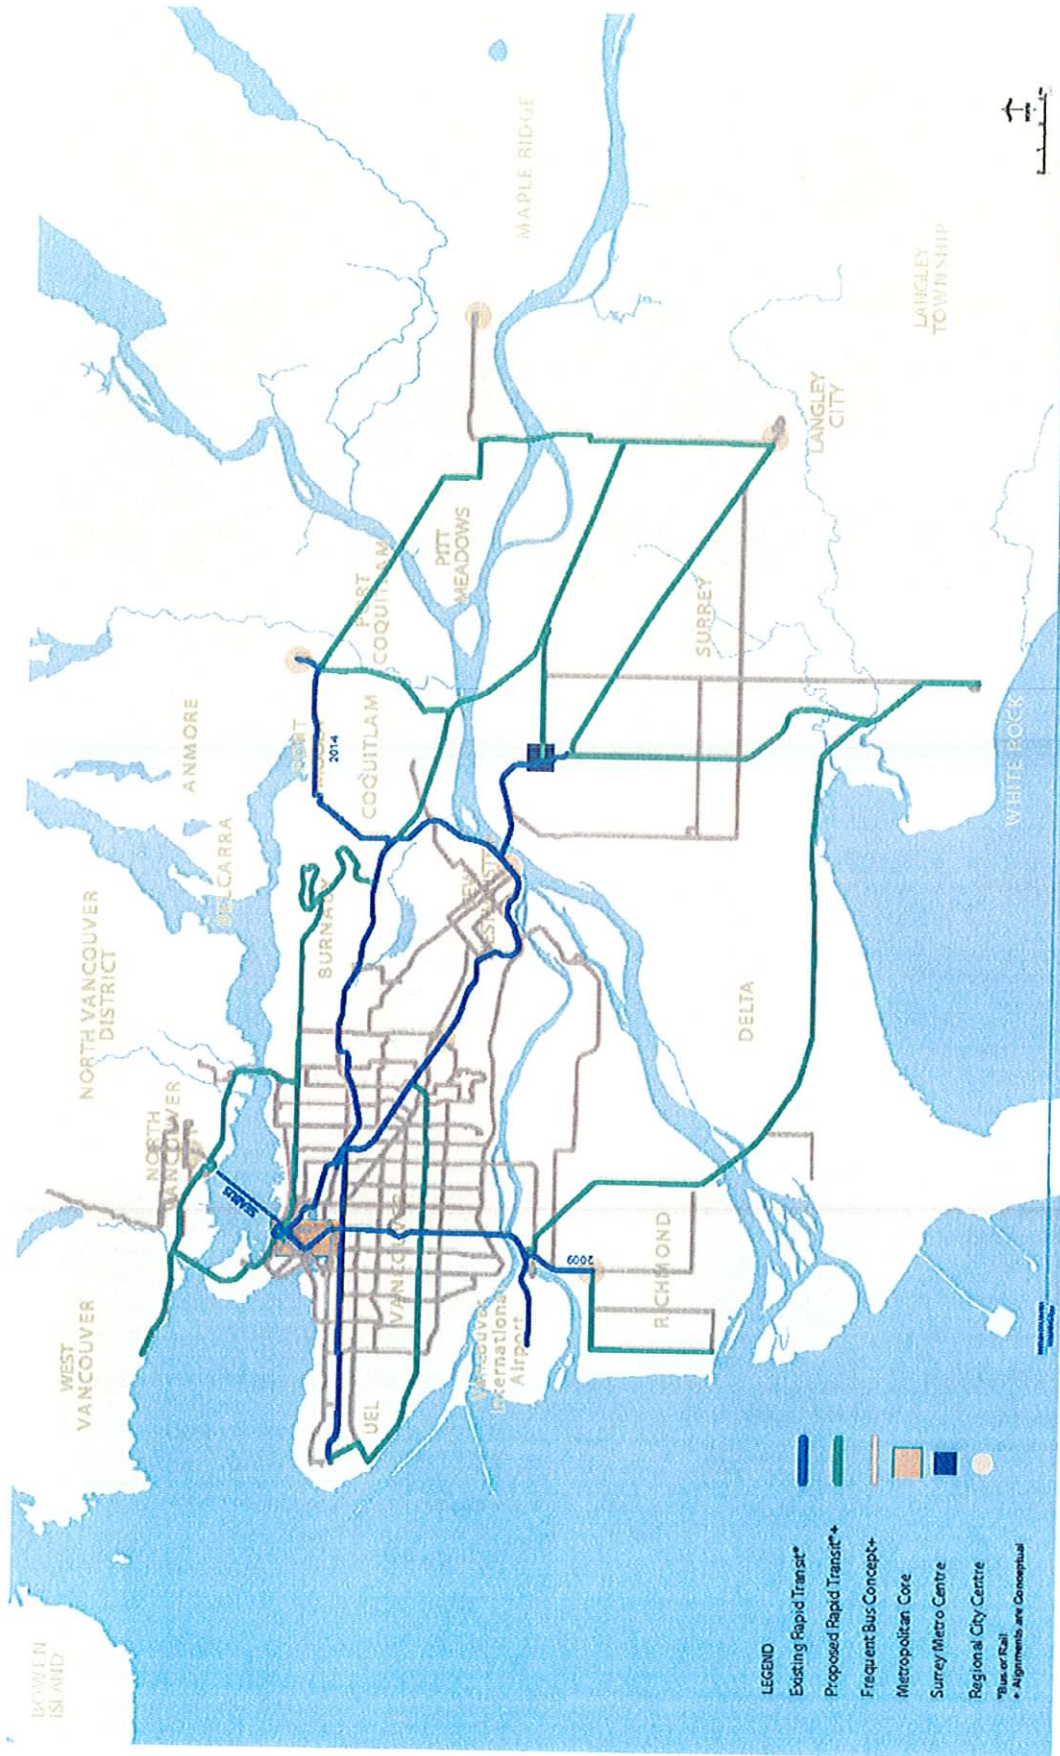 BOWEN
ISLAND
WEST
VANCOUVER
NORTH
VANCOUVER
NORTH VANCOUVER
DISTRICT
BELCARRA
ANMORE
SEABUS
UEL
VANCOUVER
BURNABY
PORT
2014
COQUITLAM
PORT
COQUITLAM
PITT
MEADOWS
MAPLE RIDGE
Vancouver
International
Airport
2009
RICHMOND
DELTA
SURREY
LANGLEY
CITY
LANGLEY
TOWNSHIP
WHITE ROCK
LEGEND
Existing Rapid Transit*
Proposed Rapid Transit*+
Frequent Bus Concept+
Metropolitan Core
Surrey Metro Centre
Regional City Centre
*Bus or Rail
+ Alignments are Conceptual